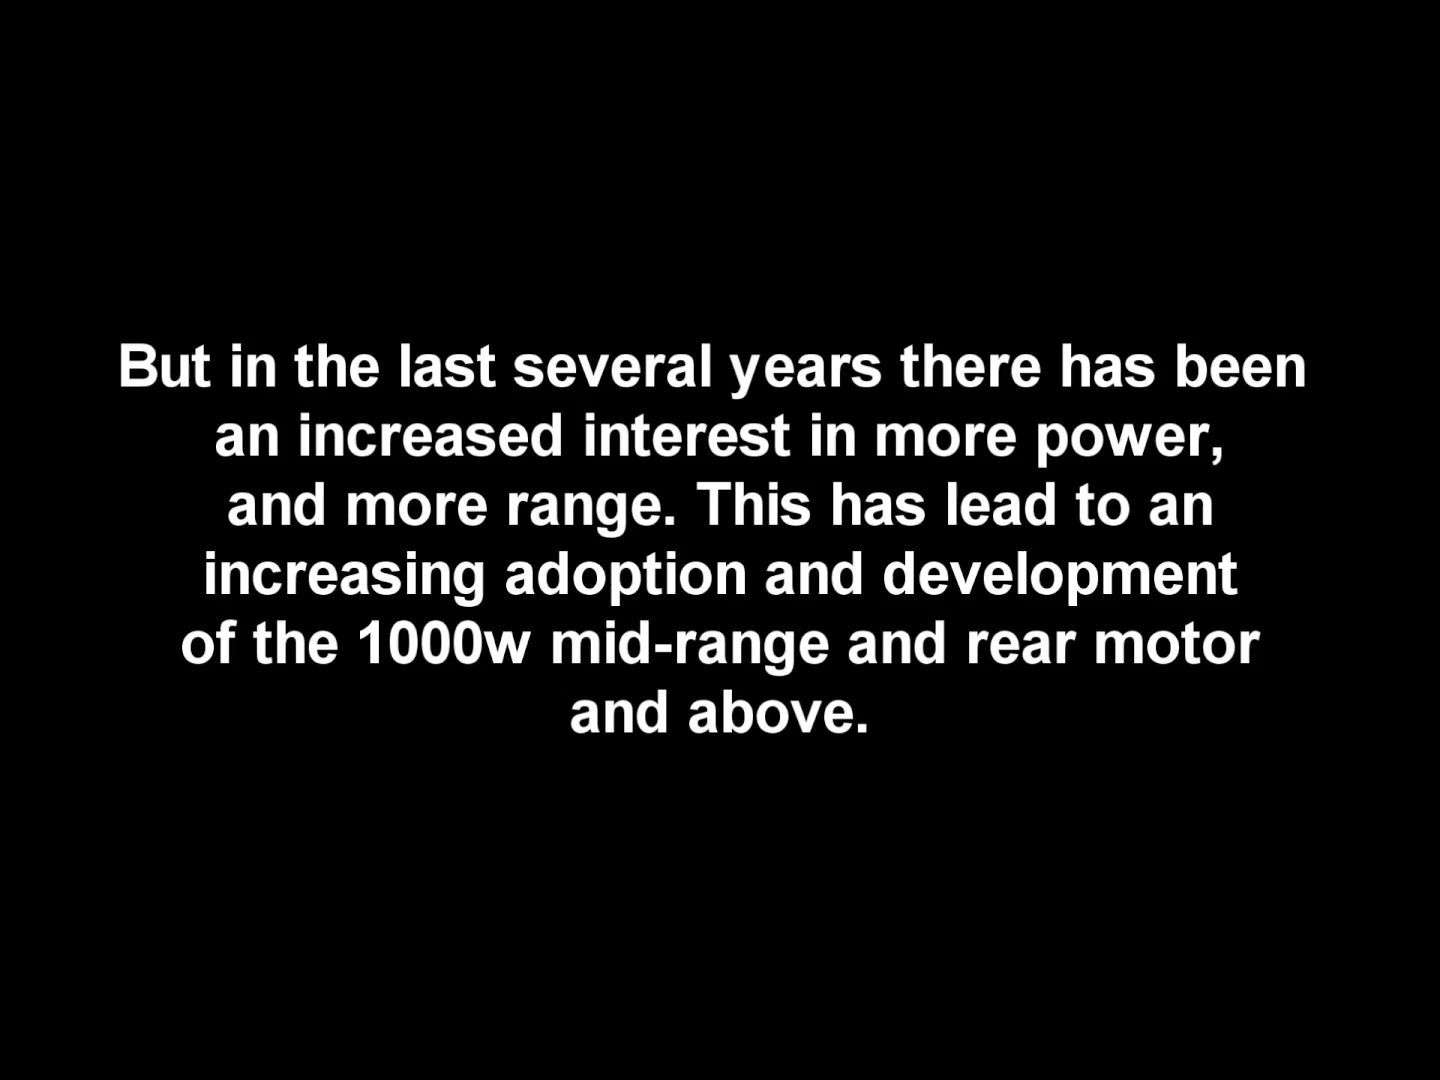 But in the last several years there has been
an increased interest in more power,
and more range. This has lead to an
increasing adoption and development
of the 1000w mid-range and rear motor
and above.